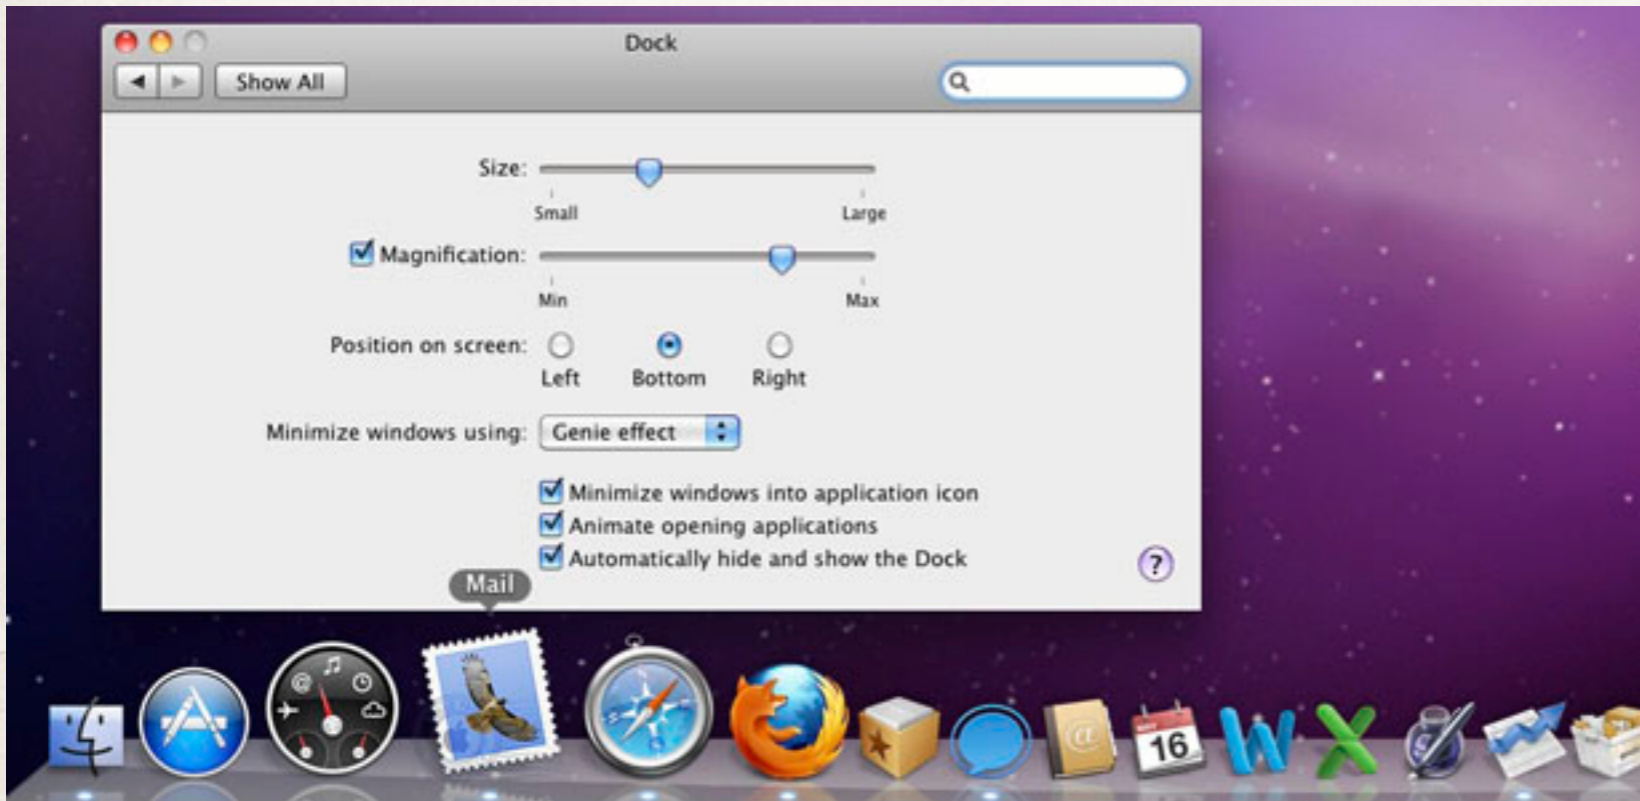 Dock
Show All
Size:
Small Large
Magnification:
Min Max
Position on screen:
Left Bottom Right
Minimize windows using: Genie effect
Minimize windows into application icon
Animate opening applications
Automatically hide and show the Dock
?
Mail
@
@
16
W X